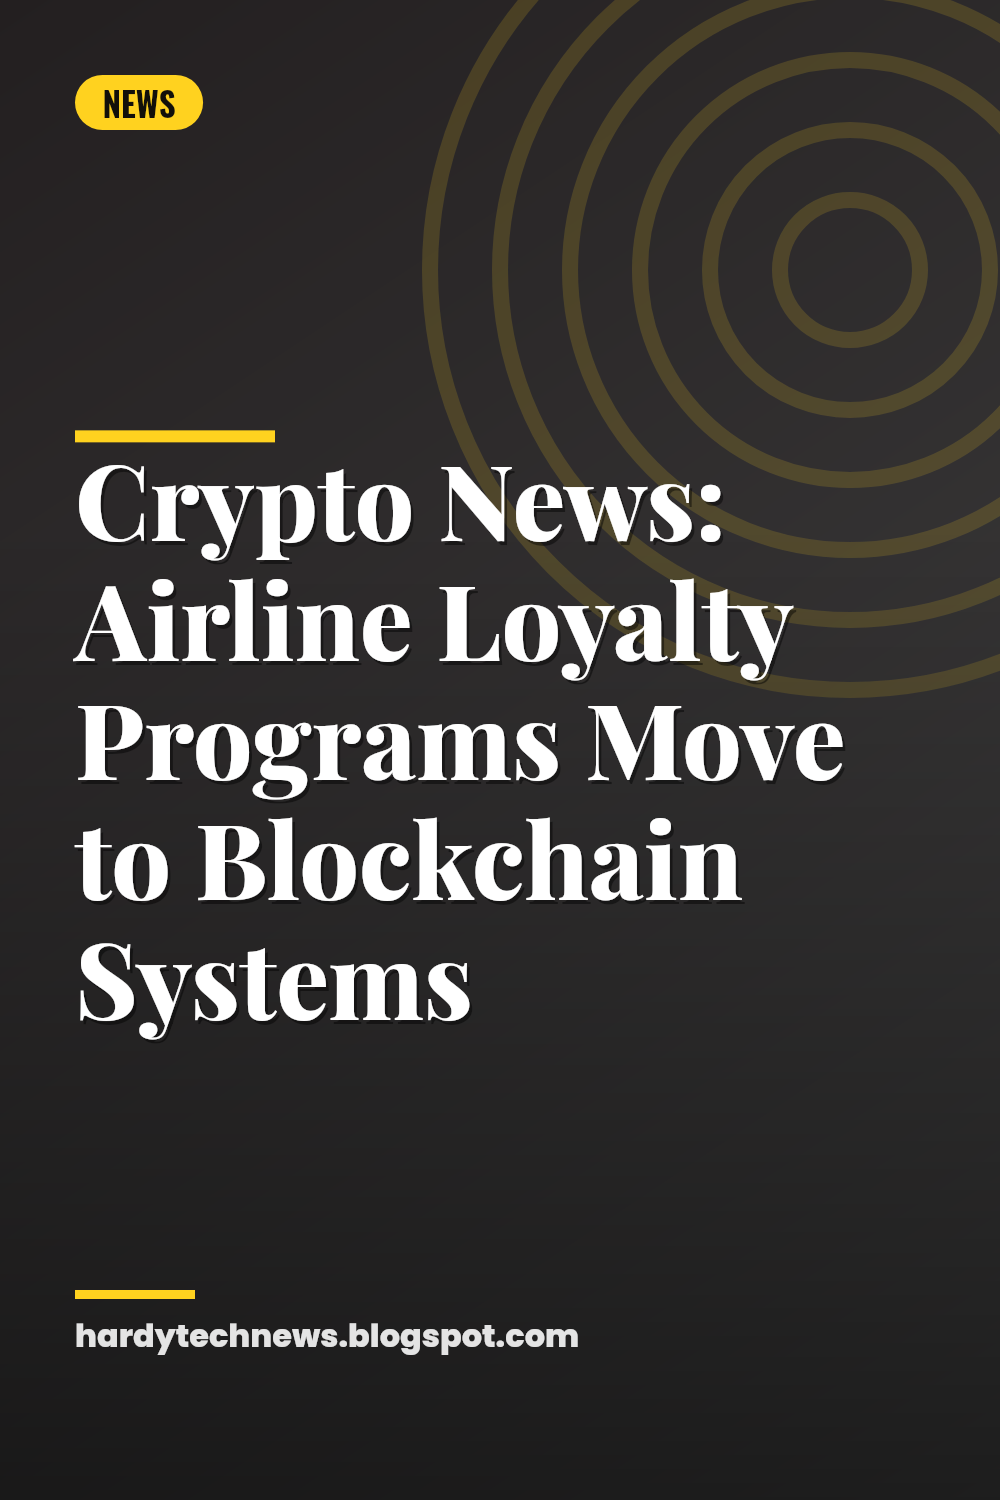 NEWS
Crypto News:
Airline Loyalty
Programs Move
to Blockchain
Systems
hardytechnews.blogspot.com